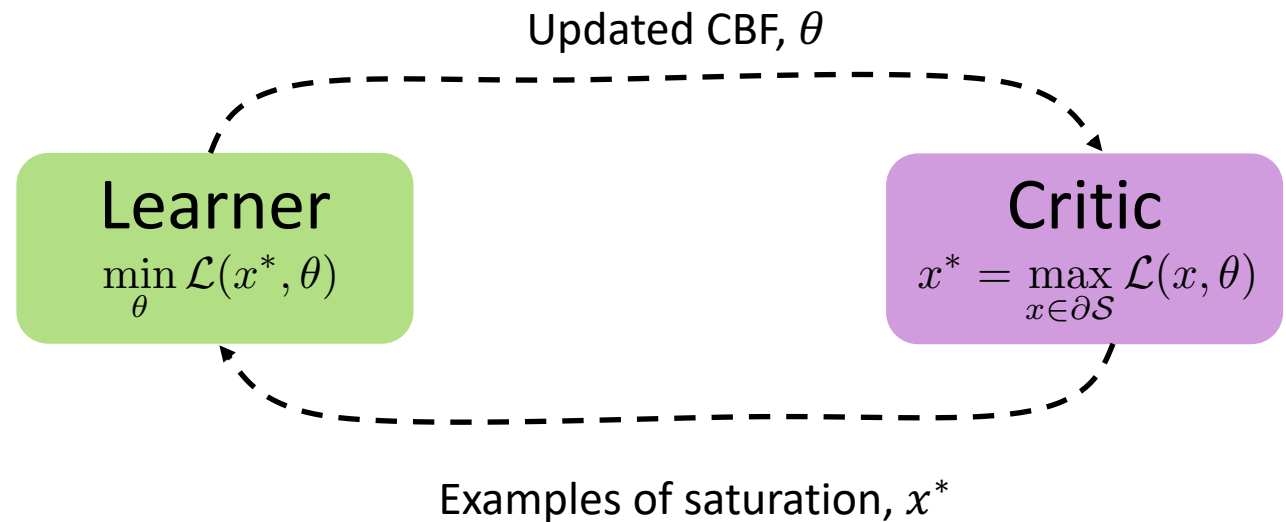 Updated CBF, θ
Learner
min_θ ℒ(x*, θ)
Critic
x* = max_{x∈∂𝒮} ℒ(x, θ)
Examples of saturation, x*